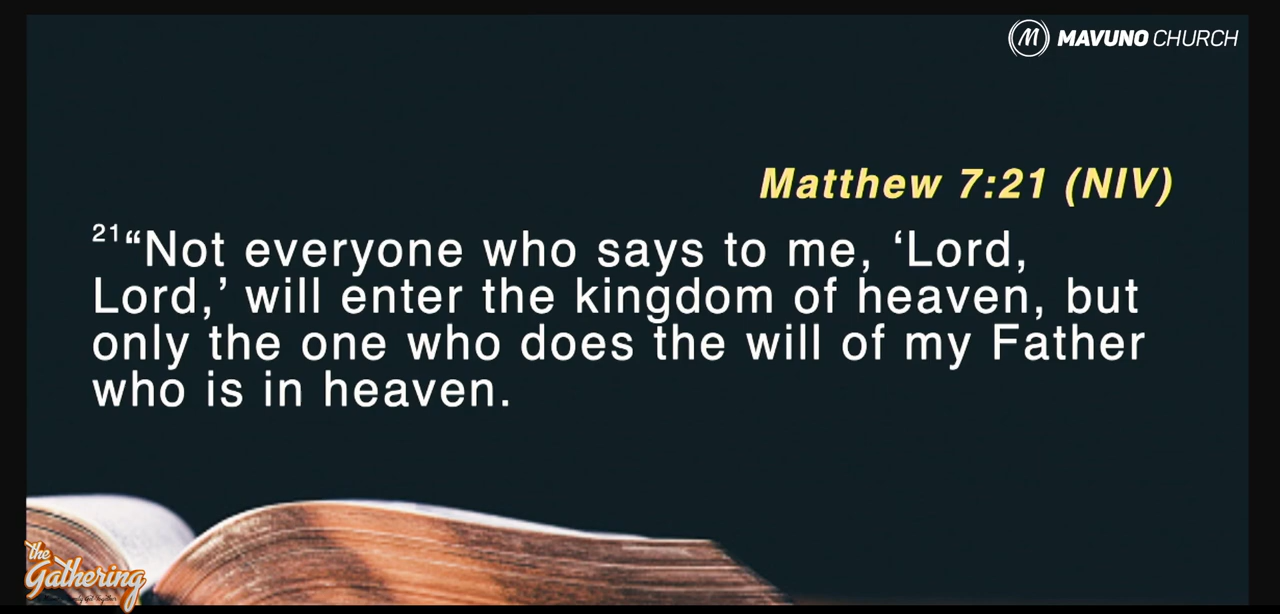 MAVUNO CHURCH
Matthew 7:21 (NIV)
21“Not everyone who says to me, ‘Lord,
Lord,’ will enter the kingdom of heaven, but
only the one who does the will of my Father
who is in heaven.
the
Gathering